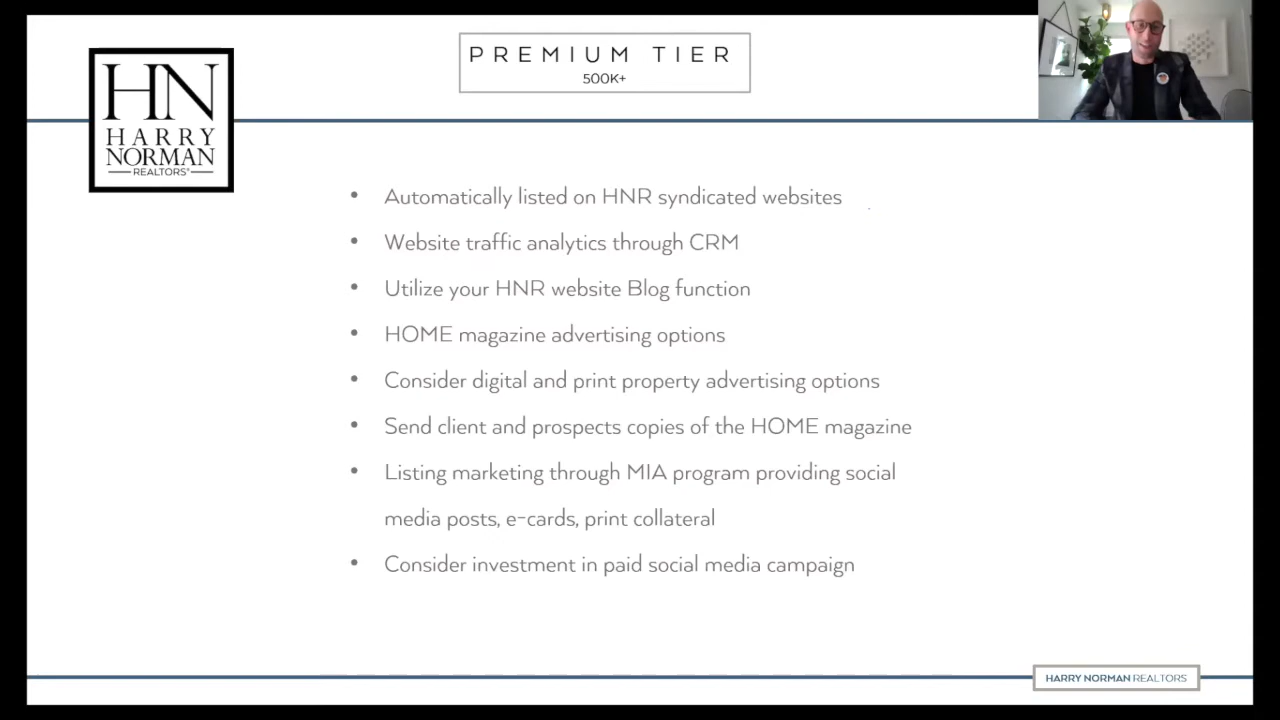 HN
HARRY
NORMAN
REALTORS®
PREMIUM TIER
500K+
• Automatically listed on HNR syndicated websites
• Website traffic analytics through CRM
• Utilize your HNR website Blog function
• HOME magazine advertising options
• Consider digital and print property advertising options
• Send client and prospects copies of the HOME magazine
• Listing marketing through MIA program providing social
media posts, e-cards, print collateral
• Consider investment in paid social media campaign
HARRY NORMAN REALTORS